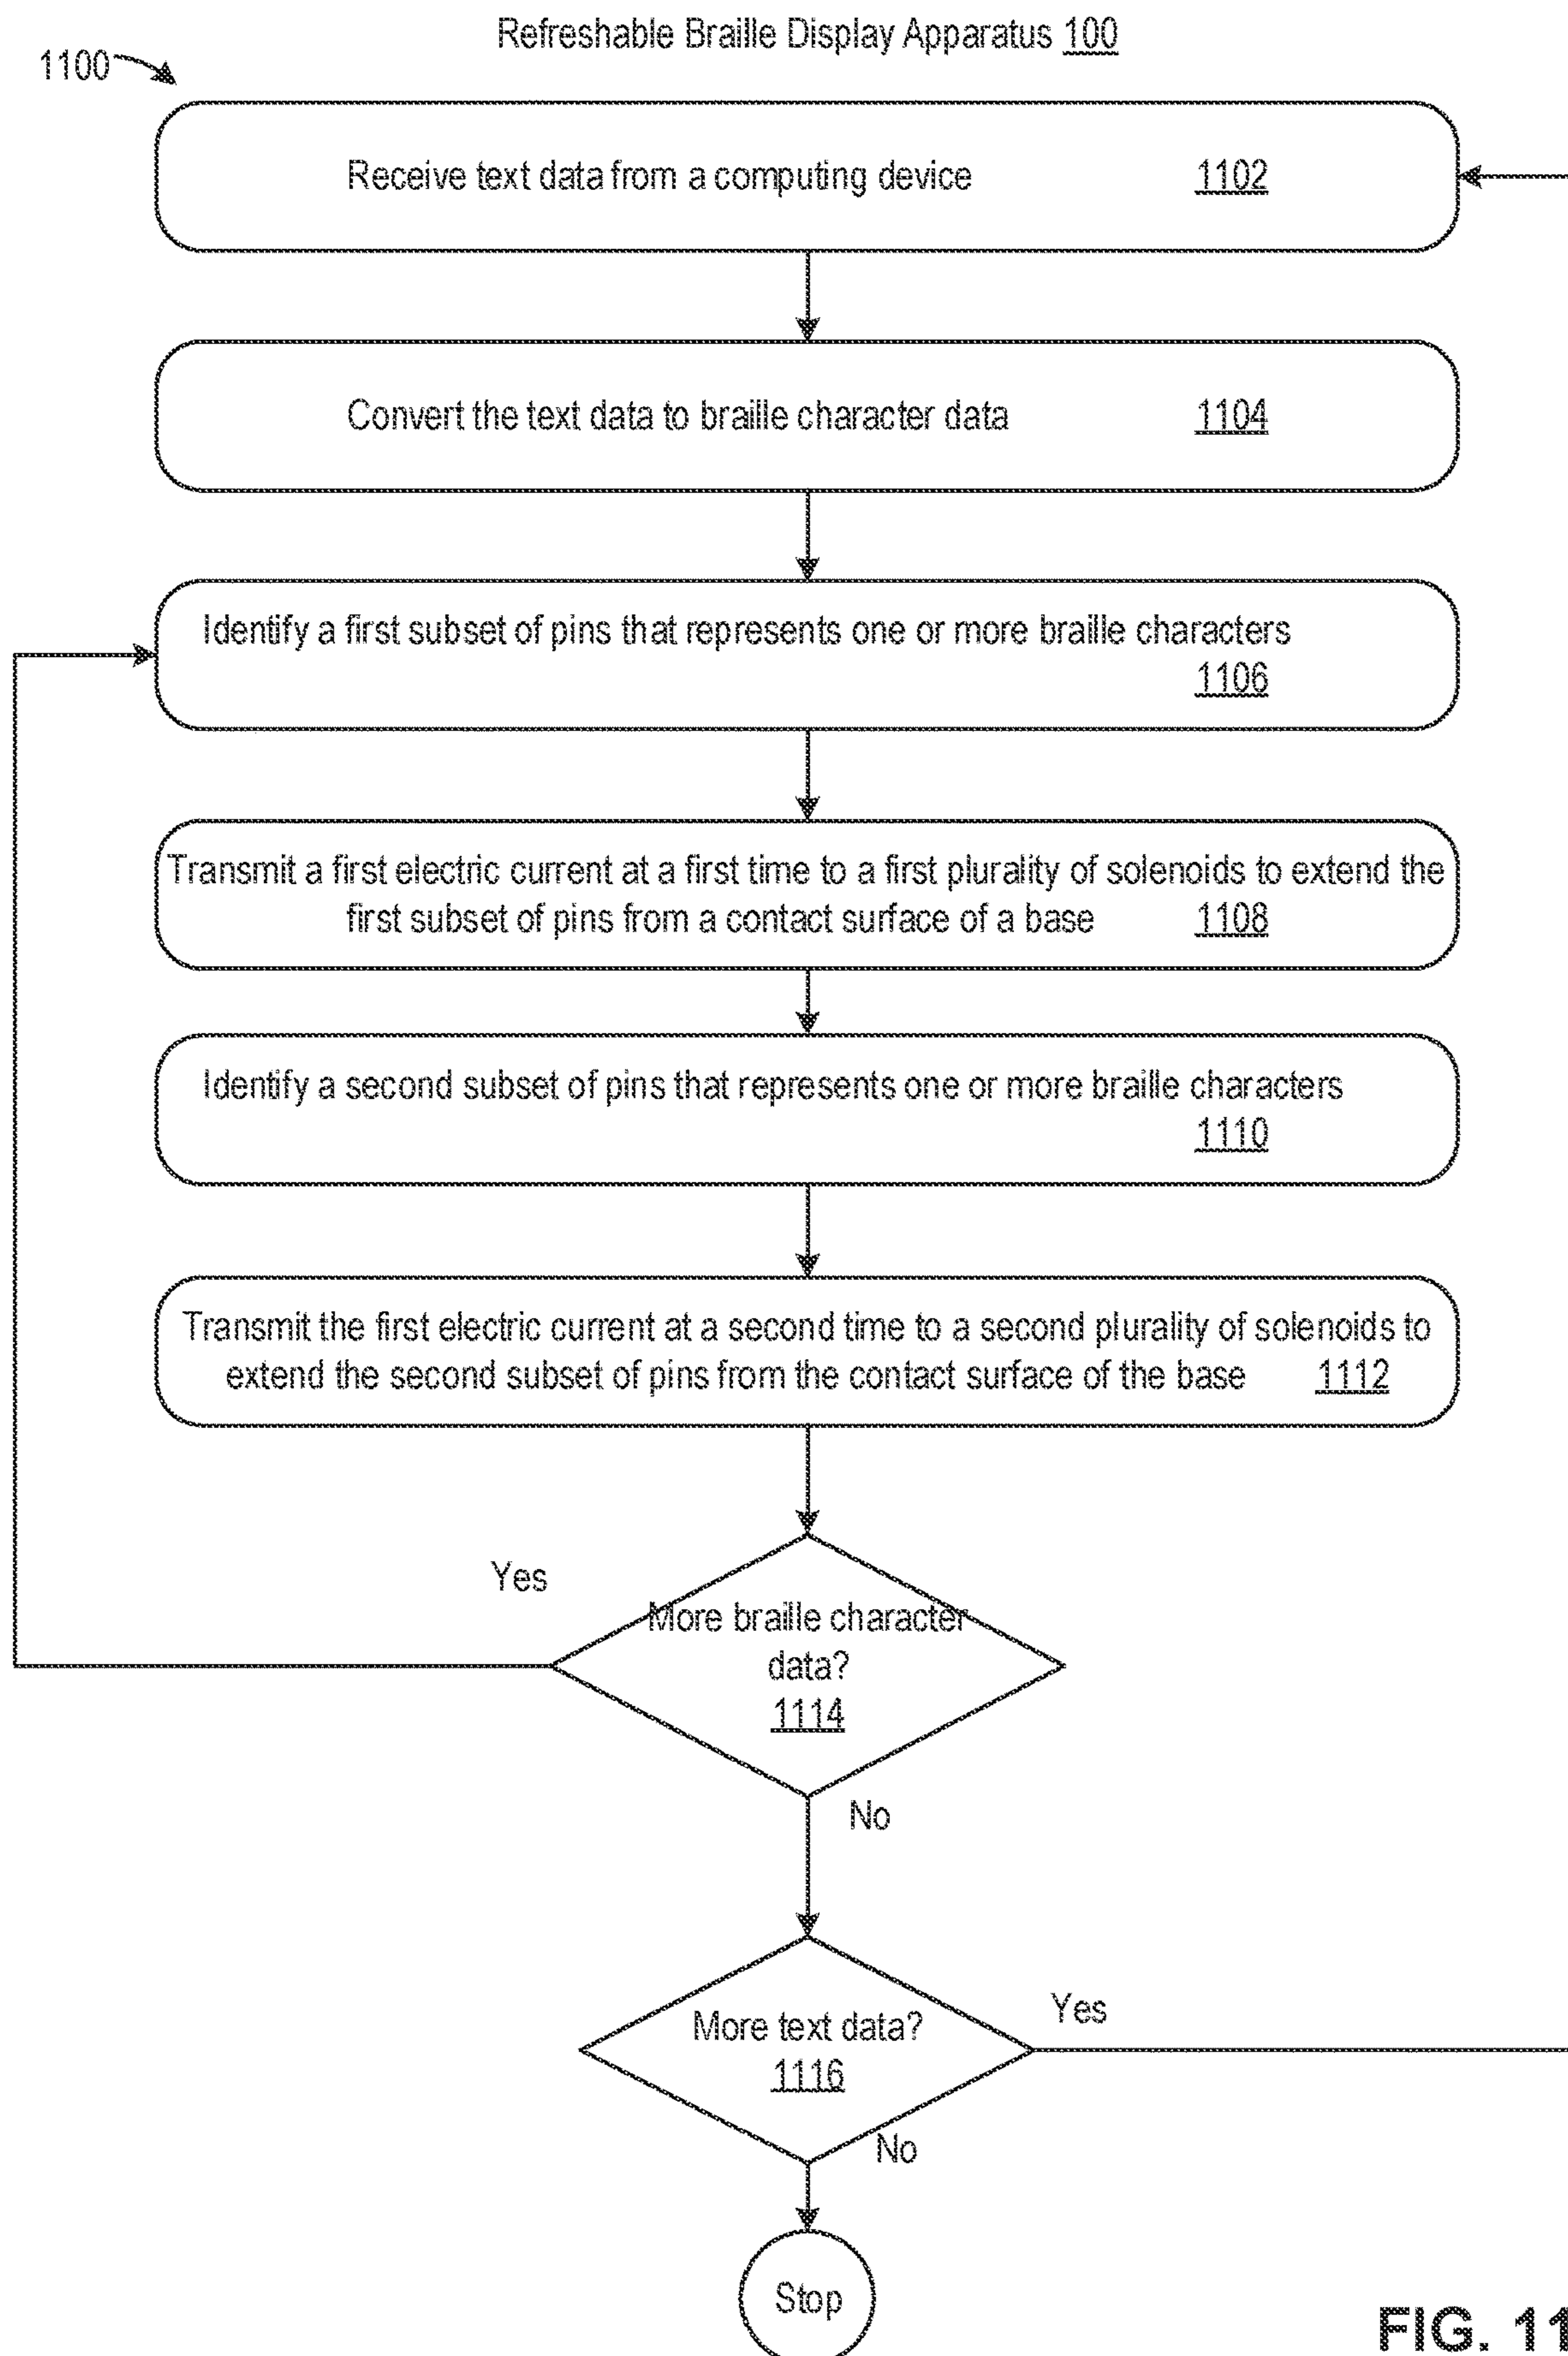 Refreshable Braille Display Apparatus 100
1100
Receive text data from a computing device 1102
Convert the text data to braille character data 1104
Identify a first subset of pins that represents one or more braille characters
1106
Transmit a first electric current at a first time to a first plurality of solenoids to extend the
first subset of pins from a contact surface of a base 1108
Identify a second subset of pins that represents one or more braille characters
1110
Transmit the first electric current at a second time to a second plurality of solenoids to
extend the second subset of pins from the contact surface of the base 1112
Yes
More braille character
data?
1114
No
Yes
More text data?
1116
No
Stop
FIG. 11